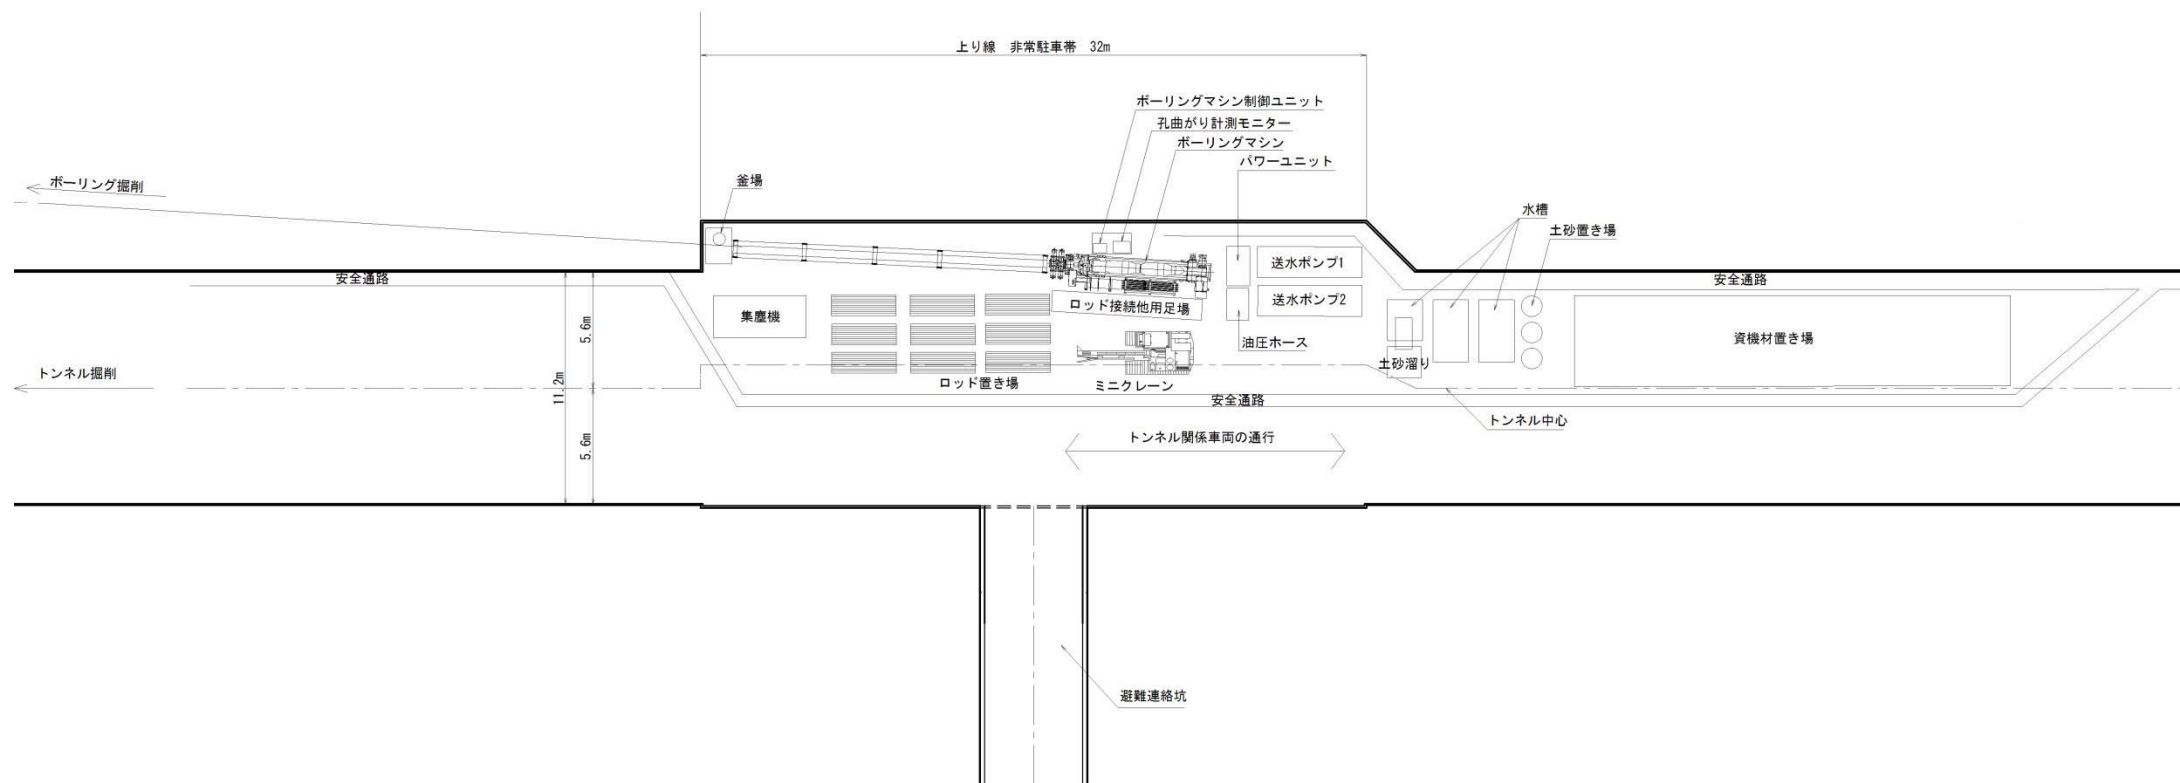 上り線 非常駐車帯 32m
ボーリングマシン制御ユニット
孔曲がり計測モニター
ボーリングマシン
パワーユニット
ボーリング掘削
釜場
水槽
土砂置き場
安全通路
送水ポンプ1
安全通路
送水ポンプ2
ロッド接続他用足場
集塵機
5.6m
油圧ホース
資機材置き場
土砂溜り
トンネル掘削
11.2m
ロッド置き場
ミニクレーン
安全通路
トンネル中心
5.6m
トンネル関係車両の通行
避難連絡坑